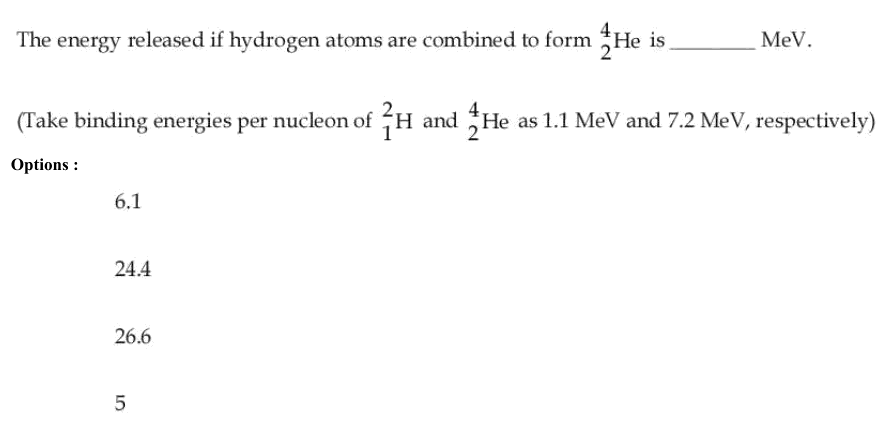 The energy released if hydrogen atoms are combined to form ⁴₂He is ________ MeV.
(Take binding energies per nucleon of ²₁H and ⁴₂He as 1.1 MeV and 7.2 MeV, respectively)
Options :
6.1
24.4
26.6
5